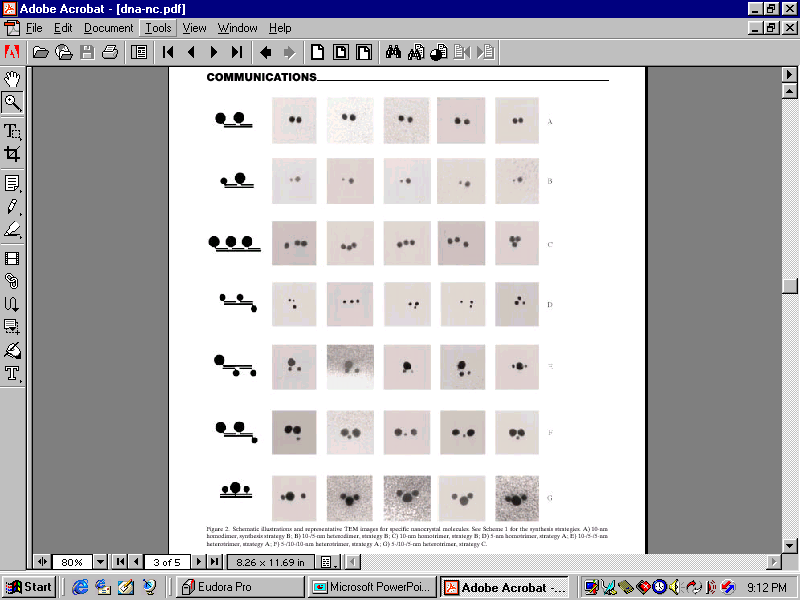 Adobe Acrobat - [dna-nc.pdf]
File Edit Document Tools View Window Help
COMMUNICATIONS
A
B
C
D
E
F
G
Figure 2. Schematic illustrations and representative TEM images for specific nanocrystal molecules. See Scheme 1 for the synthesis strategies. A) 10-nm
homodimer, synthesis strategy B; B) 10-/5-nm heterodimer, strategy B; C) 10-nm homotrimer, strategy B; D) 5-nm homotrimer, strategy A; E) 10-/5-/5-nm
heterotrimer, strategy A; F) 5-/10-/10-nm heterotrimer, strategy A; G) 5-/10-/5-nm heterotrimer, strategy C.
80% 3 of 5 8.26 x 11.69 in
Start Eudora Pro Microsoft PowerPoi... Adobe Acrobat -... 9:12 PM